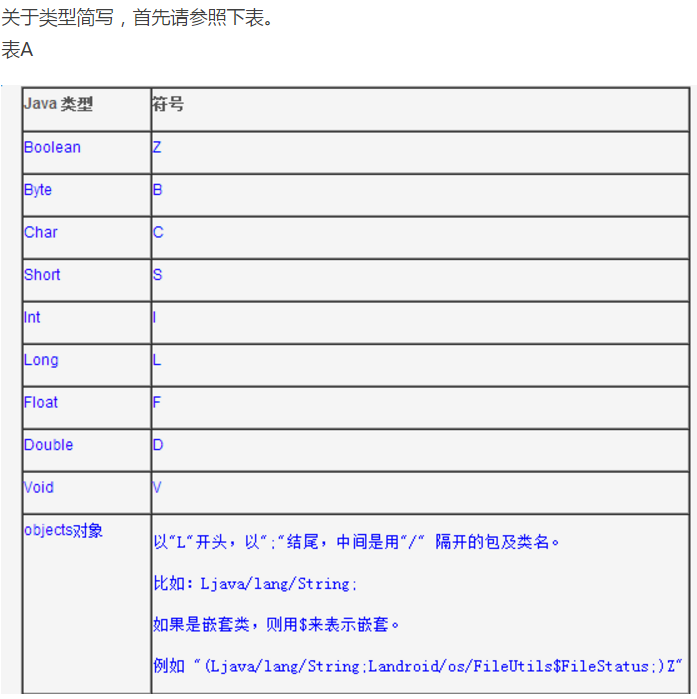 关于类型简写，首先请参照下表。
表A
Java 类型 符号
Boolean Z
Byte B
Char C
Short S
Int I
Long L
Float F
Double D
Void V
objects对象 以"L"开头，以";"结尾，中间是用"/" 隔开的包及类名。
比如：Ljava/lang/String;
如果是嵌套类，则用$来表示嵌套。
例如 "(Ljava/lang/String;Landroid/os/FileUtils$FileStatus;)Z"